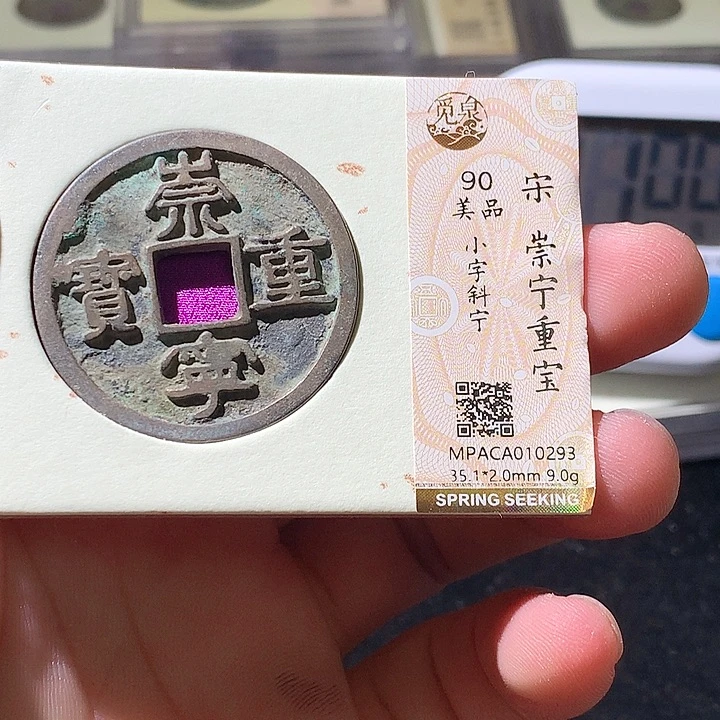 崇
重
寧
寶
觅泉
90
美品
小字斜宁
宋 崇宁重宝
MPACA010293
35.1*2.0mm 9.0g
SPRING SEEKING
100